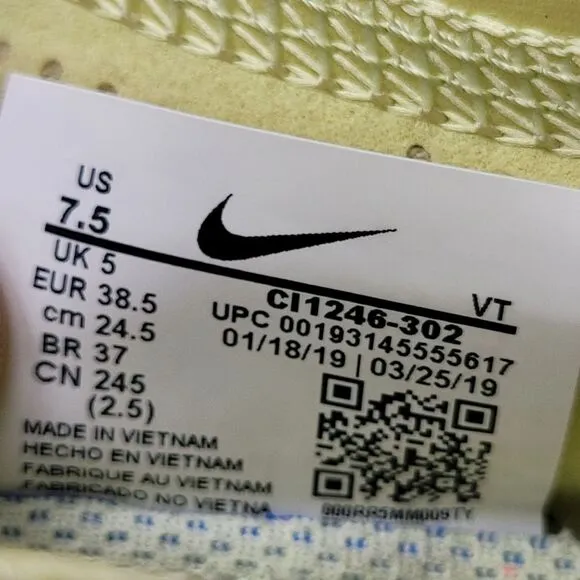 US
7.5
UK 5
EUR 38.5
cm 24.5
BR 37
CN 245
(2.5)
VT
CI1246-302
UPC 00193145555617
01/18/19 | 03/25/19
MADE IN VIETNAM
HECHO EN VIETNAM
FABRIQUE AU VIETNAM
FABRICADO NO VIETNA